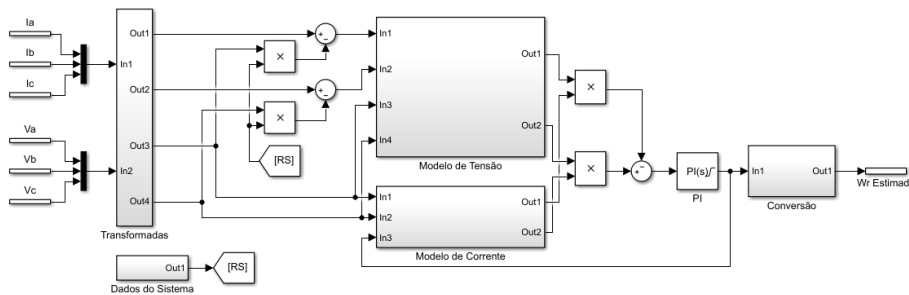 Ia
Ib
Ic
Va
Vb
Vc
In1
In2
Out1
Out2
Out3
Out4
Transformadas
×
×
+
−
+
−
[RS]
Dados do Sistema
Out1
[RS]
In1
In2
In3
In4
Out1
Out2
Modelo de Tensão
In1
In2
In3
Out1
Out2
Modelo de Corrente
×
×
+
−
PI(s)
PI
In1
Out1
Conversão
Wr Estimad